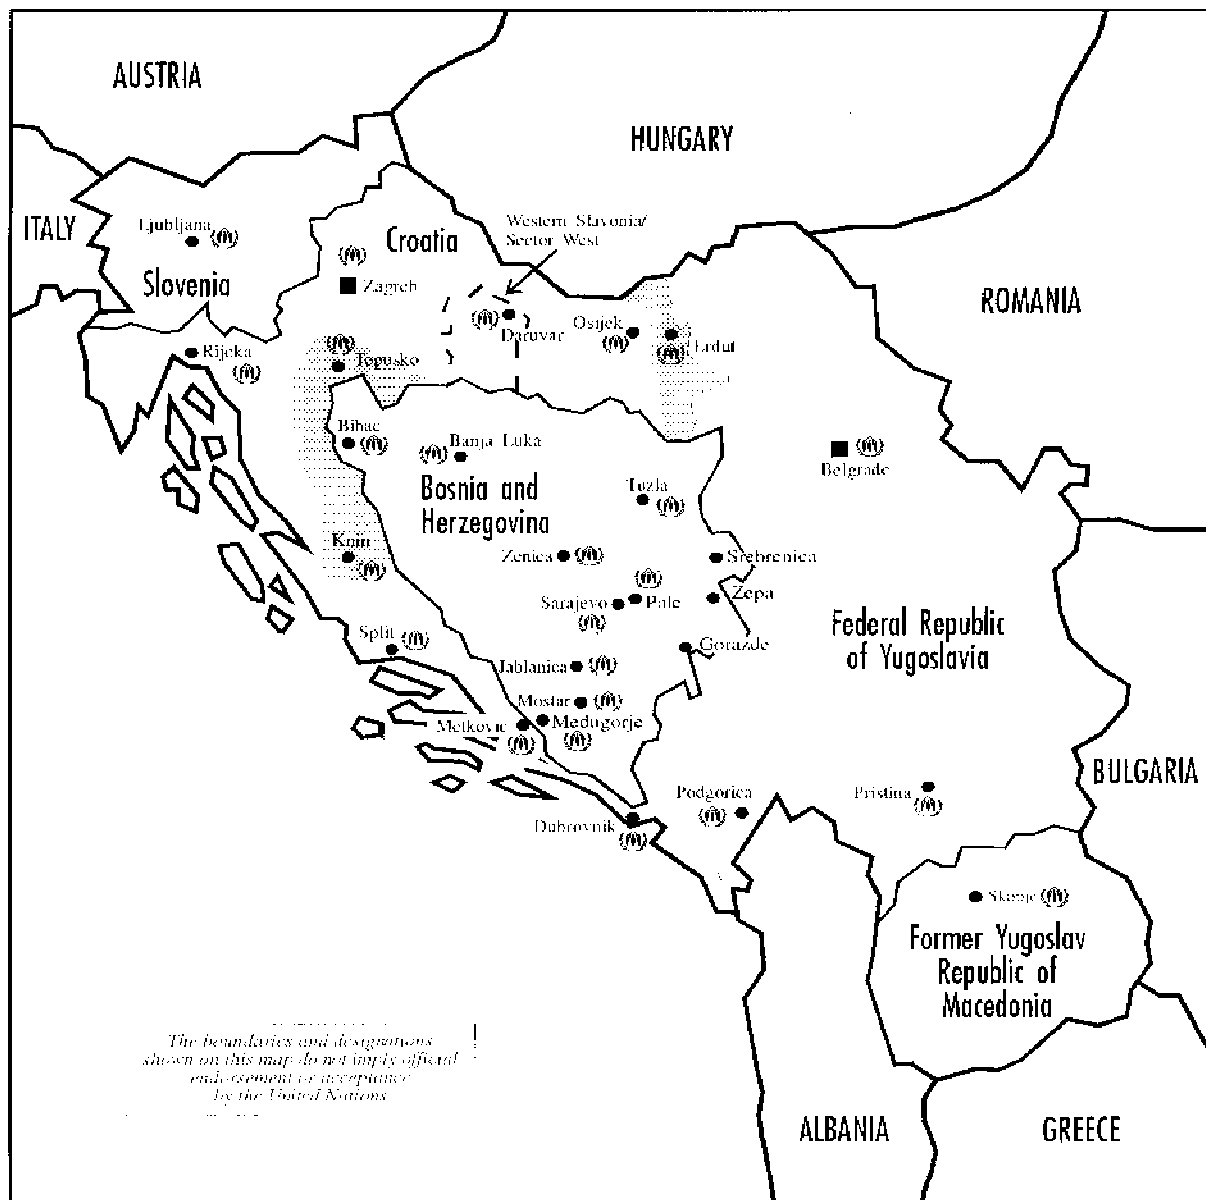 AUSTRIA
HUNGARY
ITALY
Ljubljana
Western Slavonia/
Sector West
Croatia
Slovenia
Zagreb
ROMANIA
Daruvar
Osijek
Erdut
Rijeka
Topusko
Bihac
Banja Luka
Belgrade
Bosnia and
Herzegovina
Tuzla
Knin
Zenica
Srebrenica
Sarajevo
Pale
Zepa
Federal Republic
of Yugoslavia
Split
Gorazde
Jablanica
Mostar
Metkovic
Medugorje
BULGARIA
Podgorica
Pristina
Dubrovnik
Skopje
Former Yugoslav
Republic of
Macedonia
The boundaries and designations
shown on this map do not imply official
endorsement or acceptance
by the United Nations
ALBANIA
GREECE